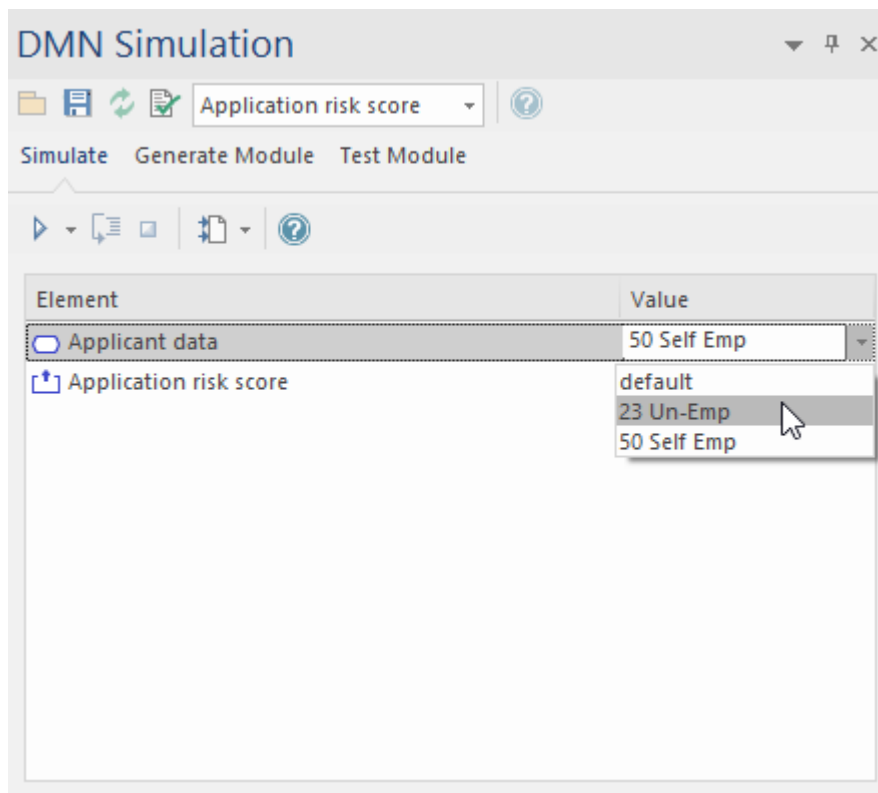 DMN Simulation
Application risk score
Simulate Generate Module Test Module
Element Value
Applicant data 50 Self Emp
Application risk score default
23 Un-Emp
50 Self Emp